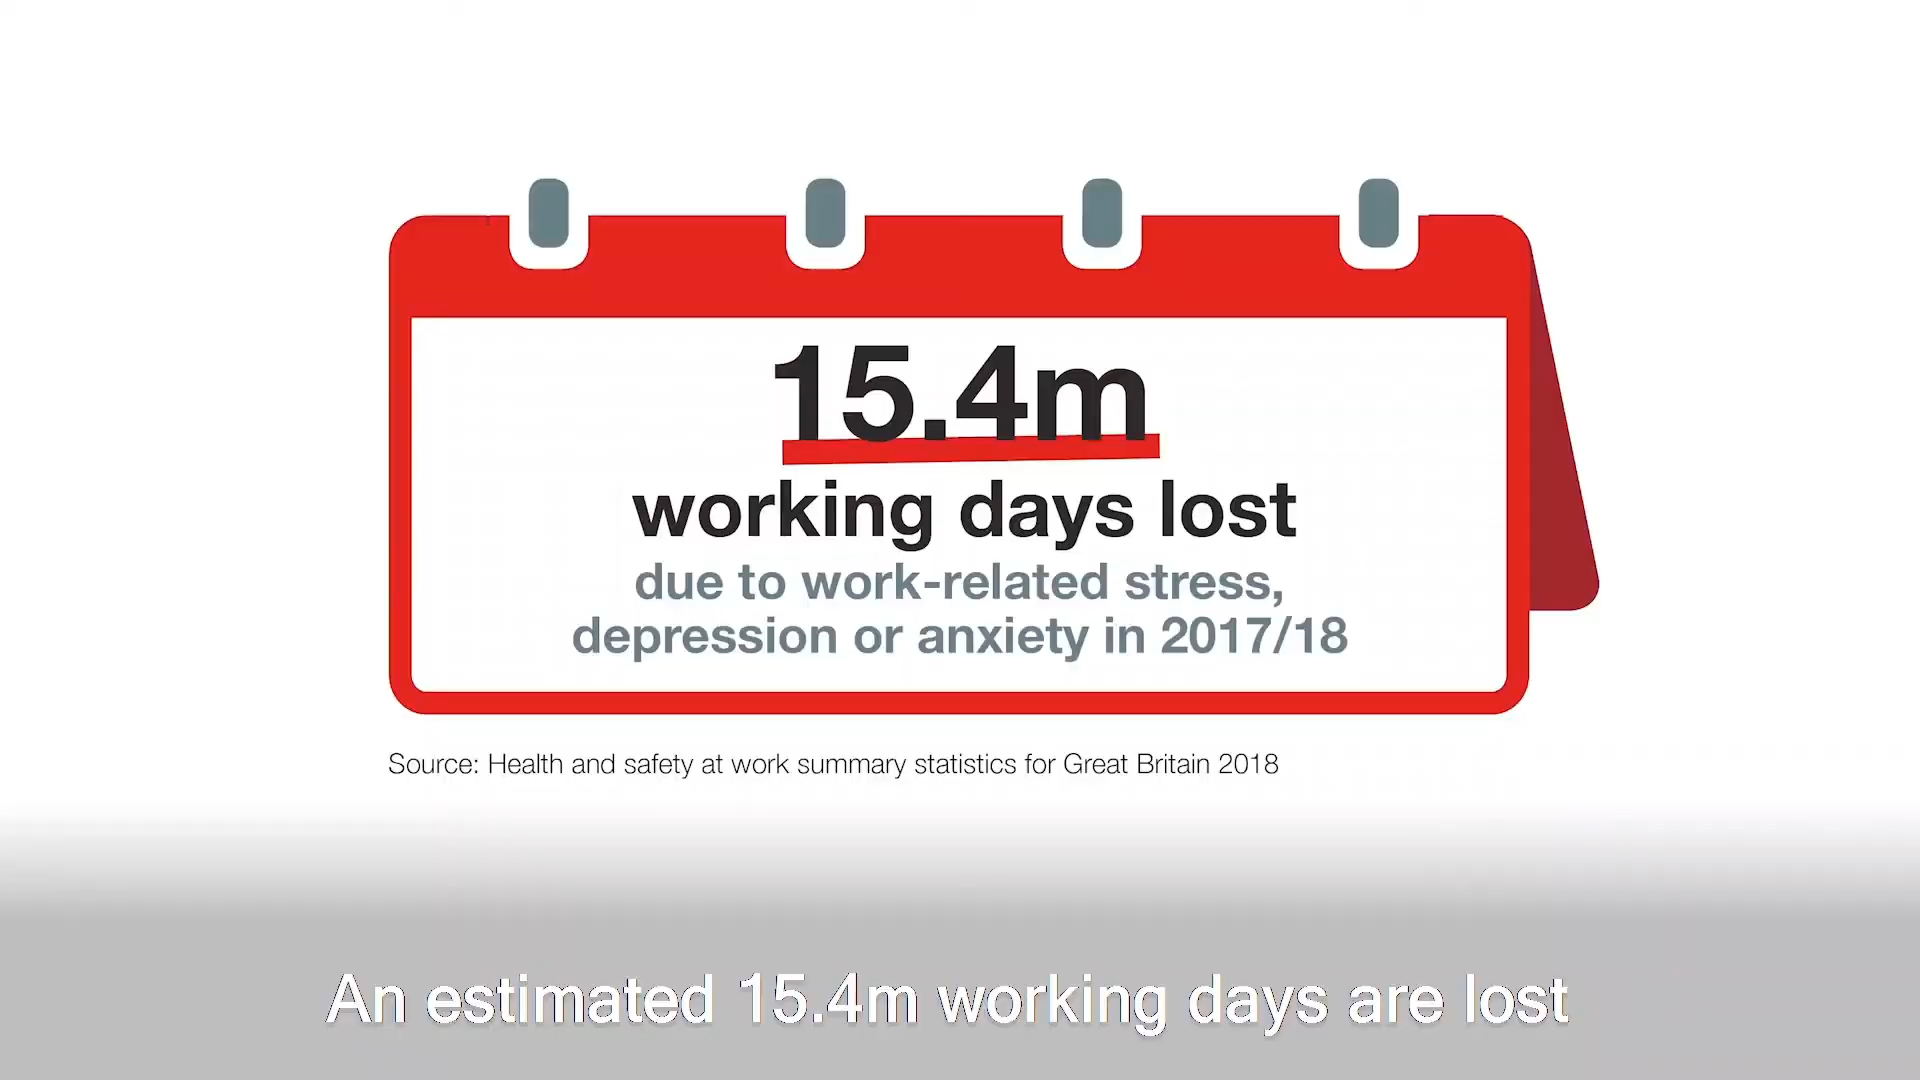 15.4m
working days lost
due to work-related stress,
depression or anxiety in 2017/18
Source: Health and safety at work summary statistics for Great Britain 2018
An estimated 15.4m working days are lost